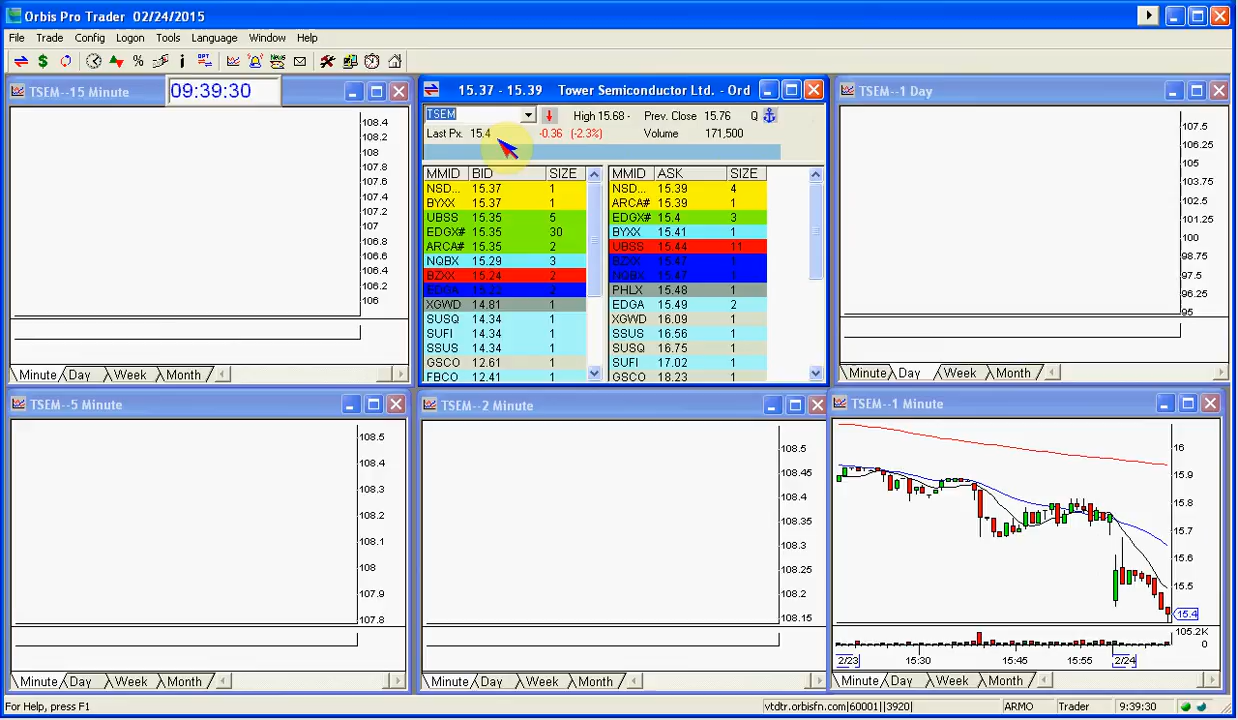 Orbis Pro Trader 02/24/2015
File Trade Config Logon Tools Language Window Help
TSEM--15 Minute
09:39:30
108.4
108.2
108
107.8
107.6
107.4
107.2
107
106.8
106.6
106.4
106.2
106
Minute Day Week Month
15.37 - 15.39 Tower Semiconductor Ltd. - Ord
TSEM High 15.68 - Prev. Close 15.76 Q
Last Px. 15.4 -0.36 (-2.3%) Volume 171,500
MMID BID SIZE MMID ASK SIZE
NSD... 15.37 1 NSD... 15.39 4
BYXX 15.37 1 ARCA# 15.39 1
UBSS 15.35 5 EDGX# 15.4 3
EDGX# 15.35 30 BYXX 15.41 1
ARCA# 15.35 2 UBSS 15.44 11
NQBX 15.29 3 BZXX 15.47 1
BZXX 15.24 2 NQBX 15.47 1
EDGA 2 PHLX 15.48 1
XGWD 14.81 1 EDGA 15.49 2
SUSQ 14.34 1 XGWD 16.09 1
SUFI 14.34 1 SSUS 16.56 1
SSUS 14.34 1 SUSQ 16.75 1
GSCO 12.61 1 SUFI 17.02 1
FBCO 12.41 1 GSCO 18.23 1
TSEM--1 Day
107.5
106.25
105
103.75
102.5
101.25
100
98.75
97.5
96.25
95
Minute Day Week Month
TSEM--5 Minute
108.5
108.4
108.3
108.2
108.1
108
107.9
107.8
Minute Day Week Month
TSEM--2 Minute
108.5
108.45
108.4
108.35
108.3
108.25
108.2
108.15
Minute Day Week Month
TSEM--1 Minute
16
15.9
15.8
15.7
15.6
15.5
15.4
105.2K
0
2/23 15:30 15:45 15:55 2/24
Minute Day Week Month
For Help, press F1
vtdtr.orbisfn.com|60001||3920| ARMO Trader 9:39:30